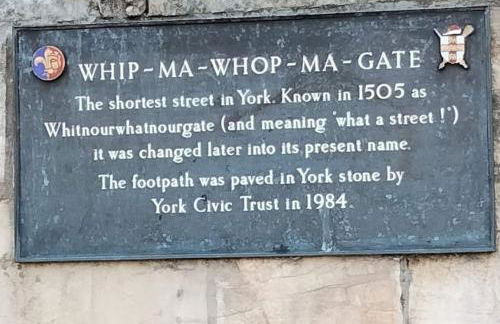 WHIP-MA-WHOP-MA-GATE
The shortest street in York. Known in 1505 as
Whitnourwhatnourgate (and meaning 'what a street!')
it was changed later into its present name.
The footpath was paved in York stone by
York Civic Trust in 1984.